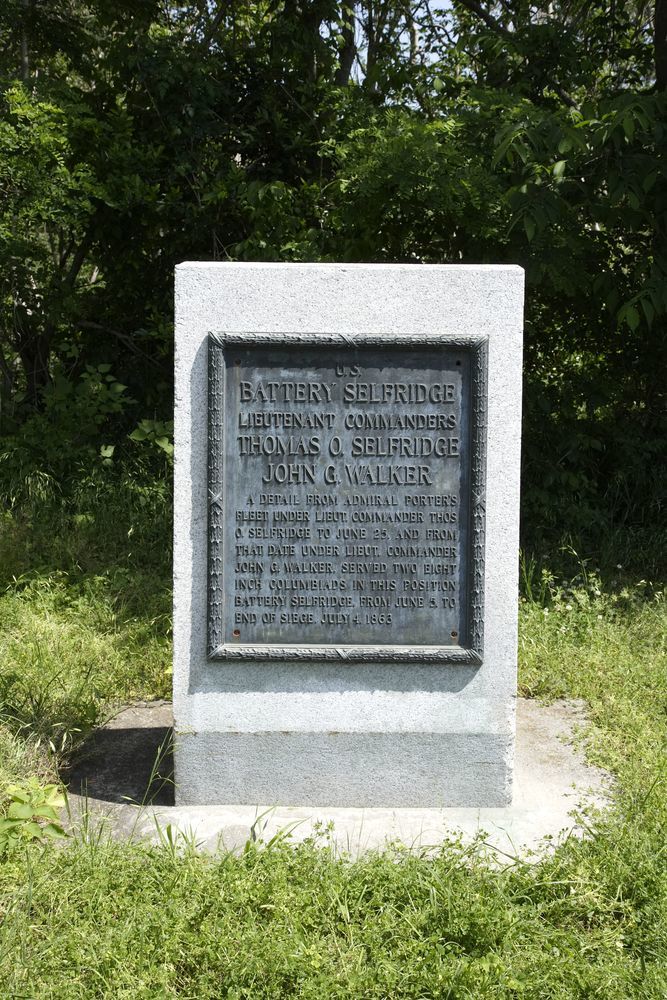 U.S.
BATTERY SELFRIDGE
LIEUTENANT COMMANDERS
THOMAS O. SELFRIDGE
JOHN G. WALKER
A DETAIL FROM ADMIRAL PORTER'S
FLEET UNDER LIEUT. COMMANDER THOS
O. SELFRIDGE TO JUNE 25, AND FROM
THAT DATE UNDER LIEUT. COMMANDER
JOHN G. WALKER, SERVED TWO EIGHT
INCH COLUMBIADS IN THIS POSITION
BATTERY SELFRIDGE, FROM JUNE 5, TO
END OF SIEGE, JULY 4, 1863